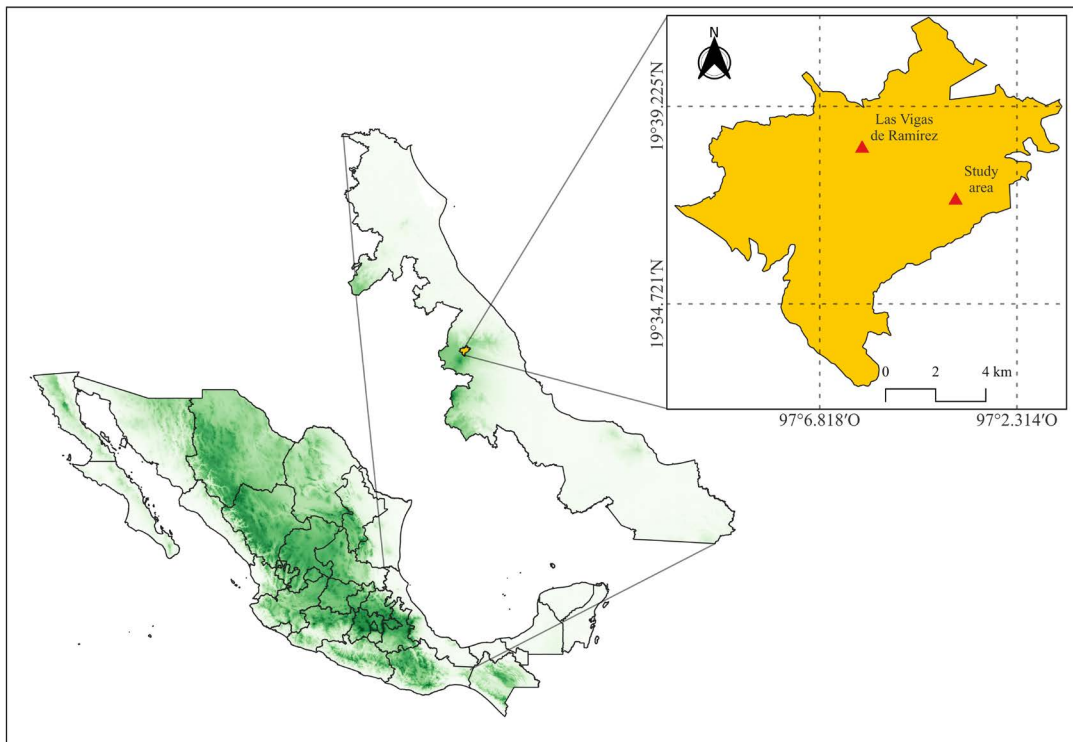 N
19°39.225'N
Las Vigas
de Ramírez
Study
area
19°34.721'N
0 2 4 km
97°6.818'O 97°2.314'O